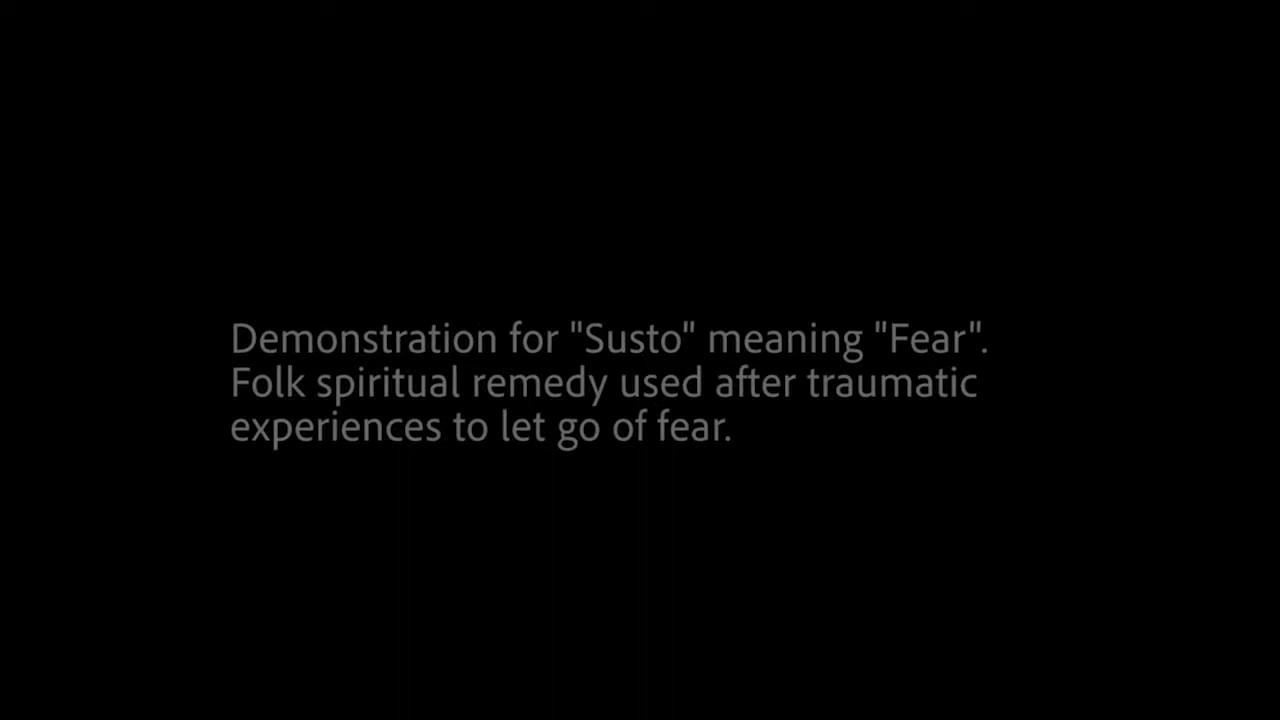 Demonstration for "Susto" meaning "Fear".
Folk spiritual remedy used after traumatic
experiences to let go of fear.